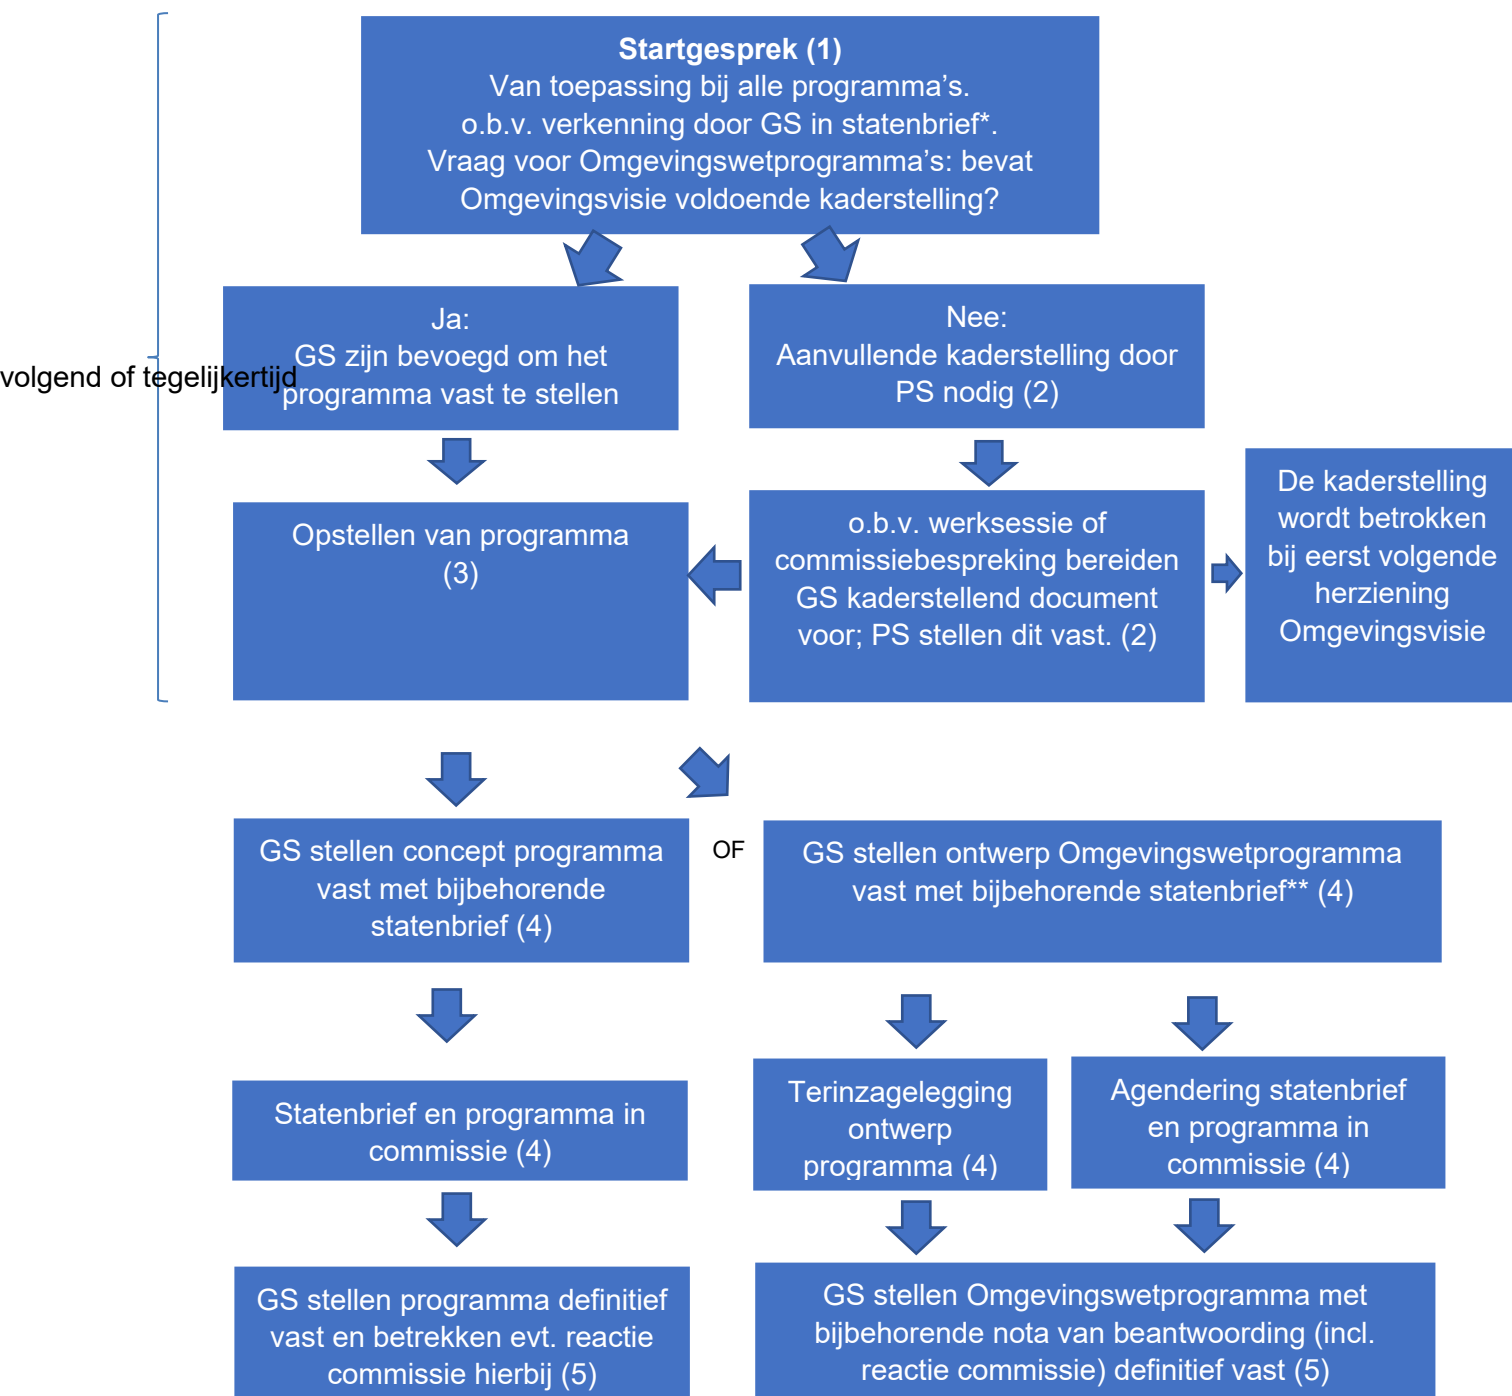 Startgesprek (1)
Van toepassing bij alle programma's.
o.b.v. verkenning door GS in statenbrief*.
Vraag voor Omgevingswetprogramma's: bevat
Omgevingsvisie voldoende kaderstelling?
Ja:
GS zijn bevoegd om het
programma vast te stellen
Nee:
Aanvullende kaderstelling door
PS nodig (2)
volgend of tegelijkertijd
Opstellen van programma
(3)
o.b.v. werksessie of
commissiebespreking bereiden
GS kaderstellend document
voor; PS stellen dit vast. (2)
De kaderstelling
wordt betrokken
bij eerst volgende
herziening
Omgevingsvisie
GS stellen concept programma
vast met bijbehorende
statenbrief (4)
OF
GS stellen ontwerp Omgevingswetprogramma
vast met bijbehorende statenbrief** (4)
Statenbrief en programma in
commissie (4)
Terinzagelegging
ontwerp
programma (4)
Agendering statenbrief
en programma in
commissie (4)
GS stellen programma definitief
vast en betrekken evt. reactie
commissie hierbij (5)
GS stellen Omgevingswetprogramma met
bijbehorende nota van beantwoording (incl.
reactie commissie) definitief vast (5)